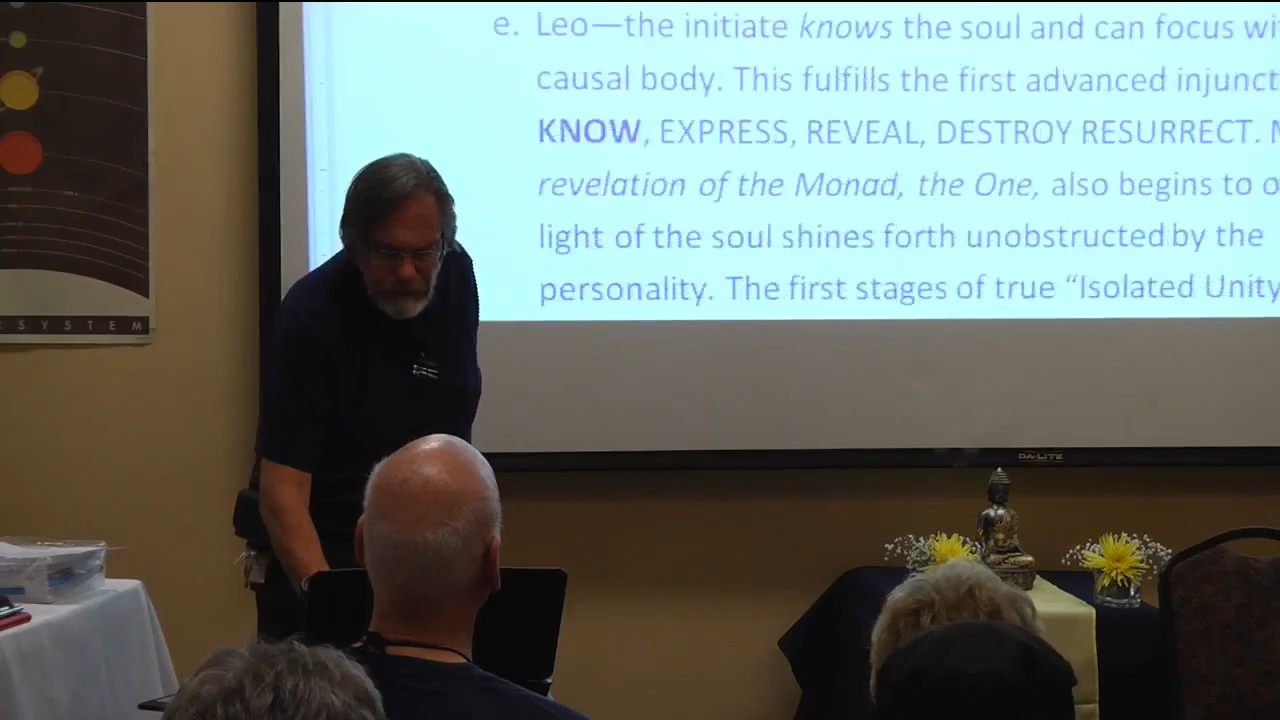 e. Leo—the initiate knows the soul and can focus wi
causal body. This fulfills the first advanced injunct
KNOW, EXPRESS, REVEAL, DESTROY RESURRECT.
revelation of the Monad, the One, also begins to o
light of the soul shines forth unobstructed by the
personality. The first stages of true “Isolated Unity
SYSTEM
DA-LITE